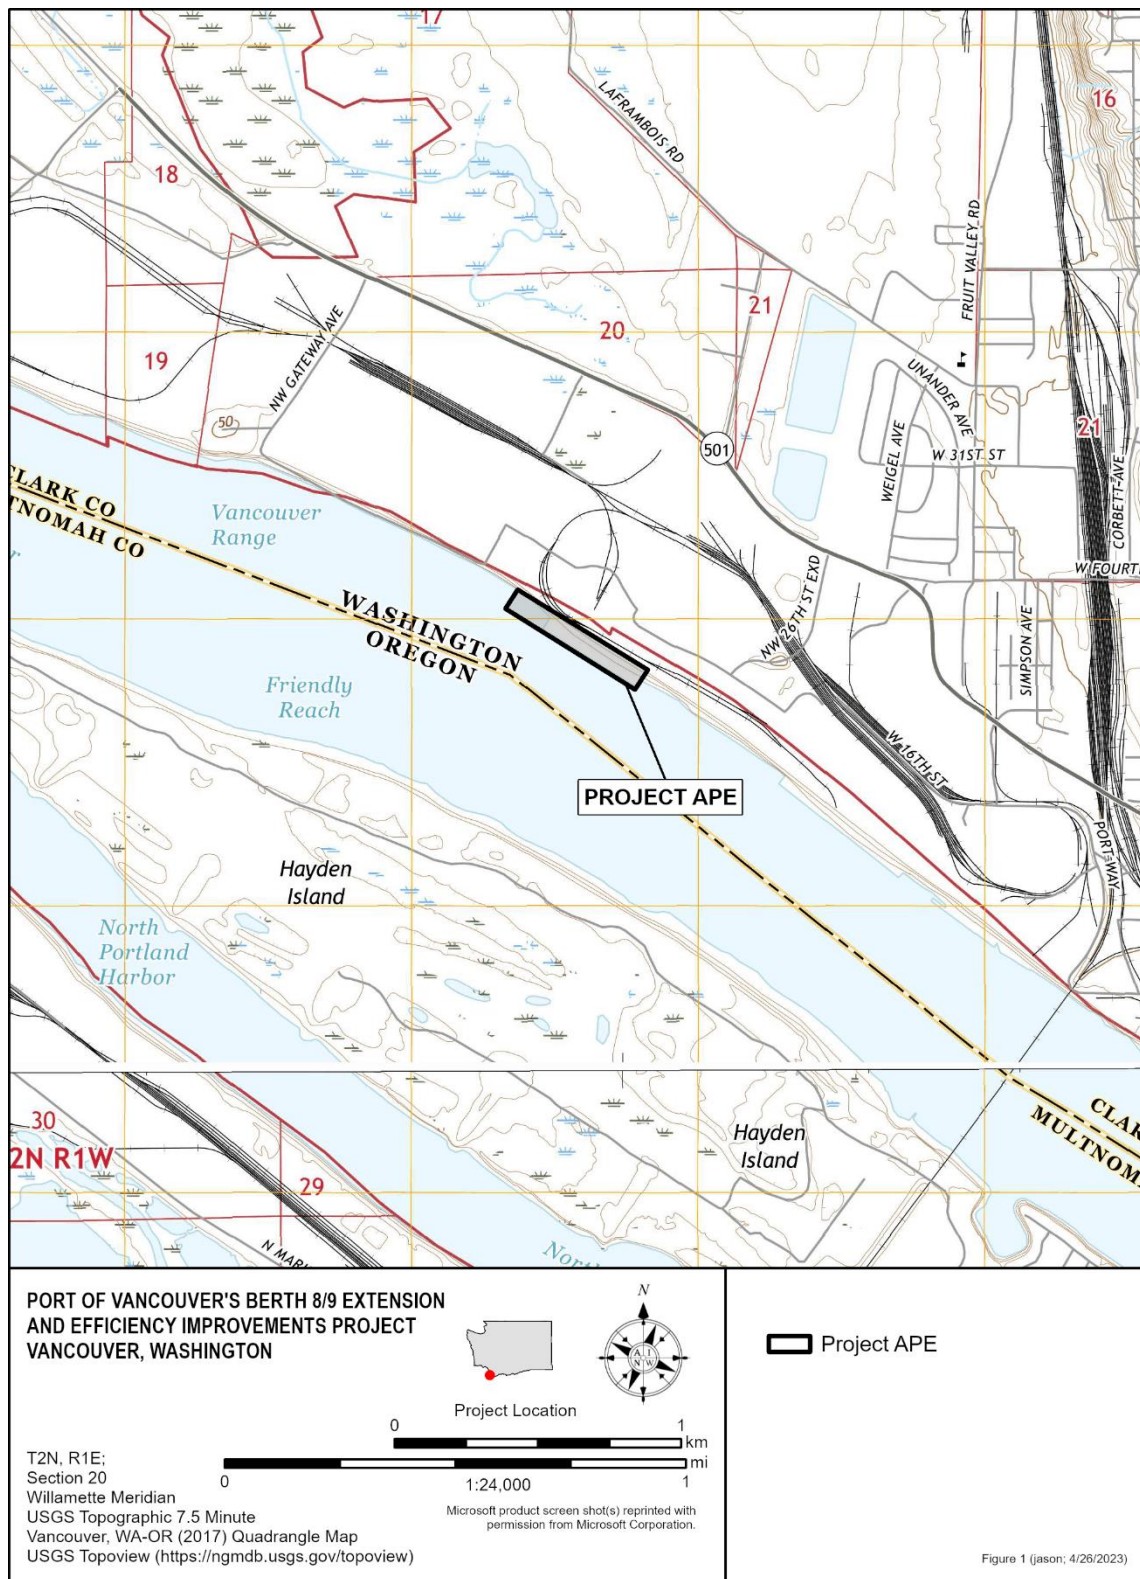 17
16
LAFRAMBOIS RD
18
FRUIT VALLEY RD
21
20
19
NW GATEWAY AVE
50
UNANDER AVE
501
WEIGEL AVE
W 31ST ST
21
CORBETT AVE
CLARK CO
TNOMAH CO
Vancouver
Range
r
W FOURT
NW 26TH ST EXD
WASHINGTON
OREGON
SIMPSON AVE
Friendly
Reach
W 16TH ST
PROJECT APE
PORT WAY
Hayden
Island
North
Portland
Harbor
30
2N R1W
29
Hayden
Island
CLAR
MULTNOM
N MARI
North
PORT OF VANCOUVER'S BERTH 8/9 EXTENSION
AND EFFICIENCY IMPROVEMENTS PROJECT
VANCOUVER, WASHINGTON
N
A I
N W
Project Location
0 1
km
mi
0 1:24,000 1
T2N, R1E;
Section 20
Willamette Meridian
USGS Topographic 7.5 Minute
Vancouver, WA-OR (2017) Quadrangle Map
USGS Topoview (https://ngmdb.usgs.gov/topoview)
Microsoft product screen shot(s) reprinted with
permission from Microsoft Corporation.
Project APE
Figure 1 (jason; 4/26/2023)